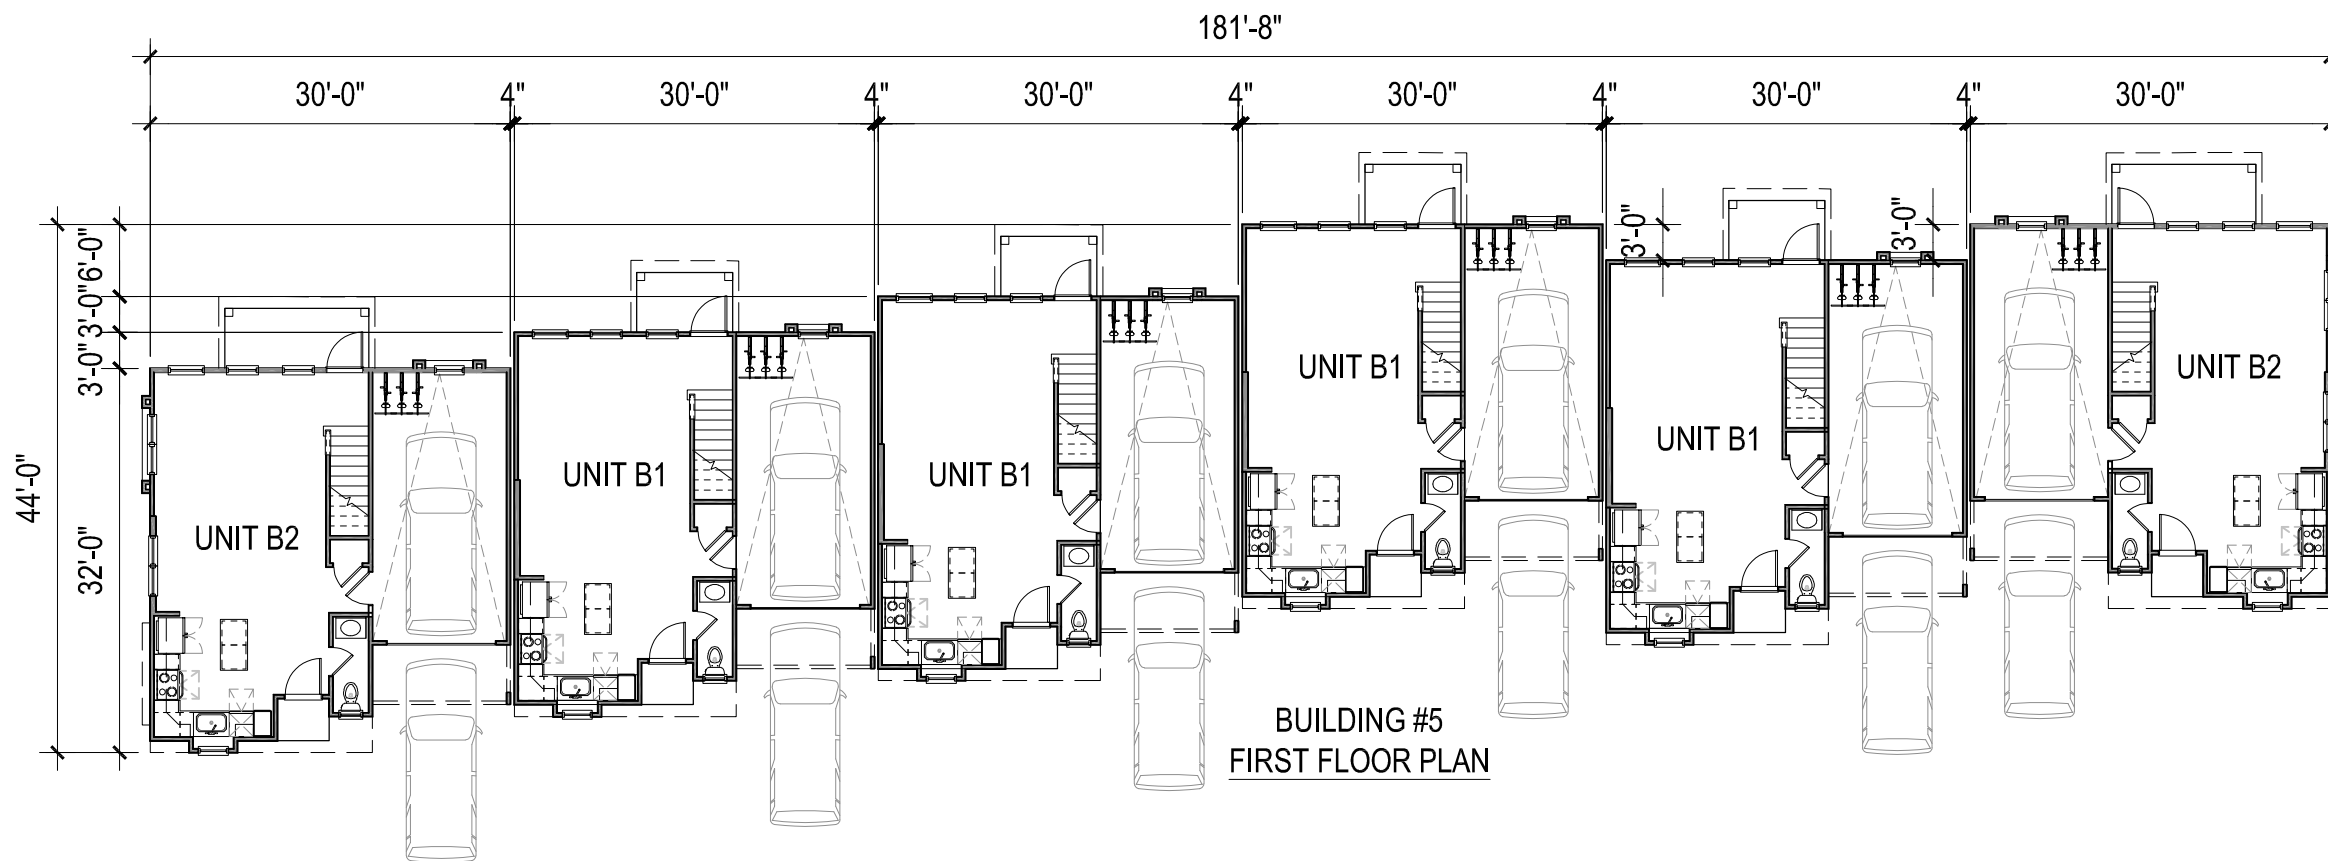 181'-8"
30'-0" 4" 30'-0" 4" 30'-0" 4" 30'-0" 4" 30'-0" 4" 30'-0"
6'-0"
3'-0"
3'-0"
32'-0"
44'-0"
3'-0"
3'-0"
UNIT B2
UNIT B1
UNIT B1
UNIT B1
UNIT B1
UNIT B2
BUILDING #5
FIRST FLOOR PLAN